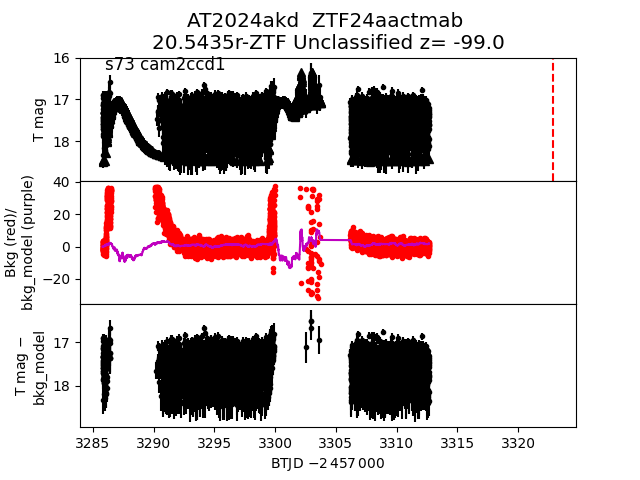 AT2024akd  ZTF24aactmab
20.5435r-ZTF Unclassified z= -99.0
s73 cam2ccd1
T mag
16
17
18
Bkg (red)/
bkg_model (purple)
40
20
0
−20
T mag −
bkg_model
17
18
3285 3290 3295 3300 3305 3310 3315 3320
BTJD −2 457 000